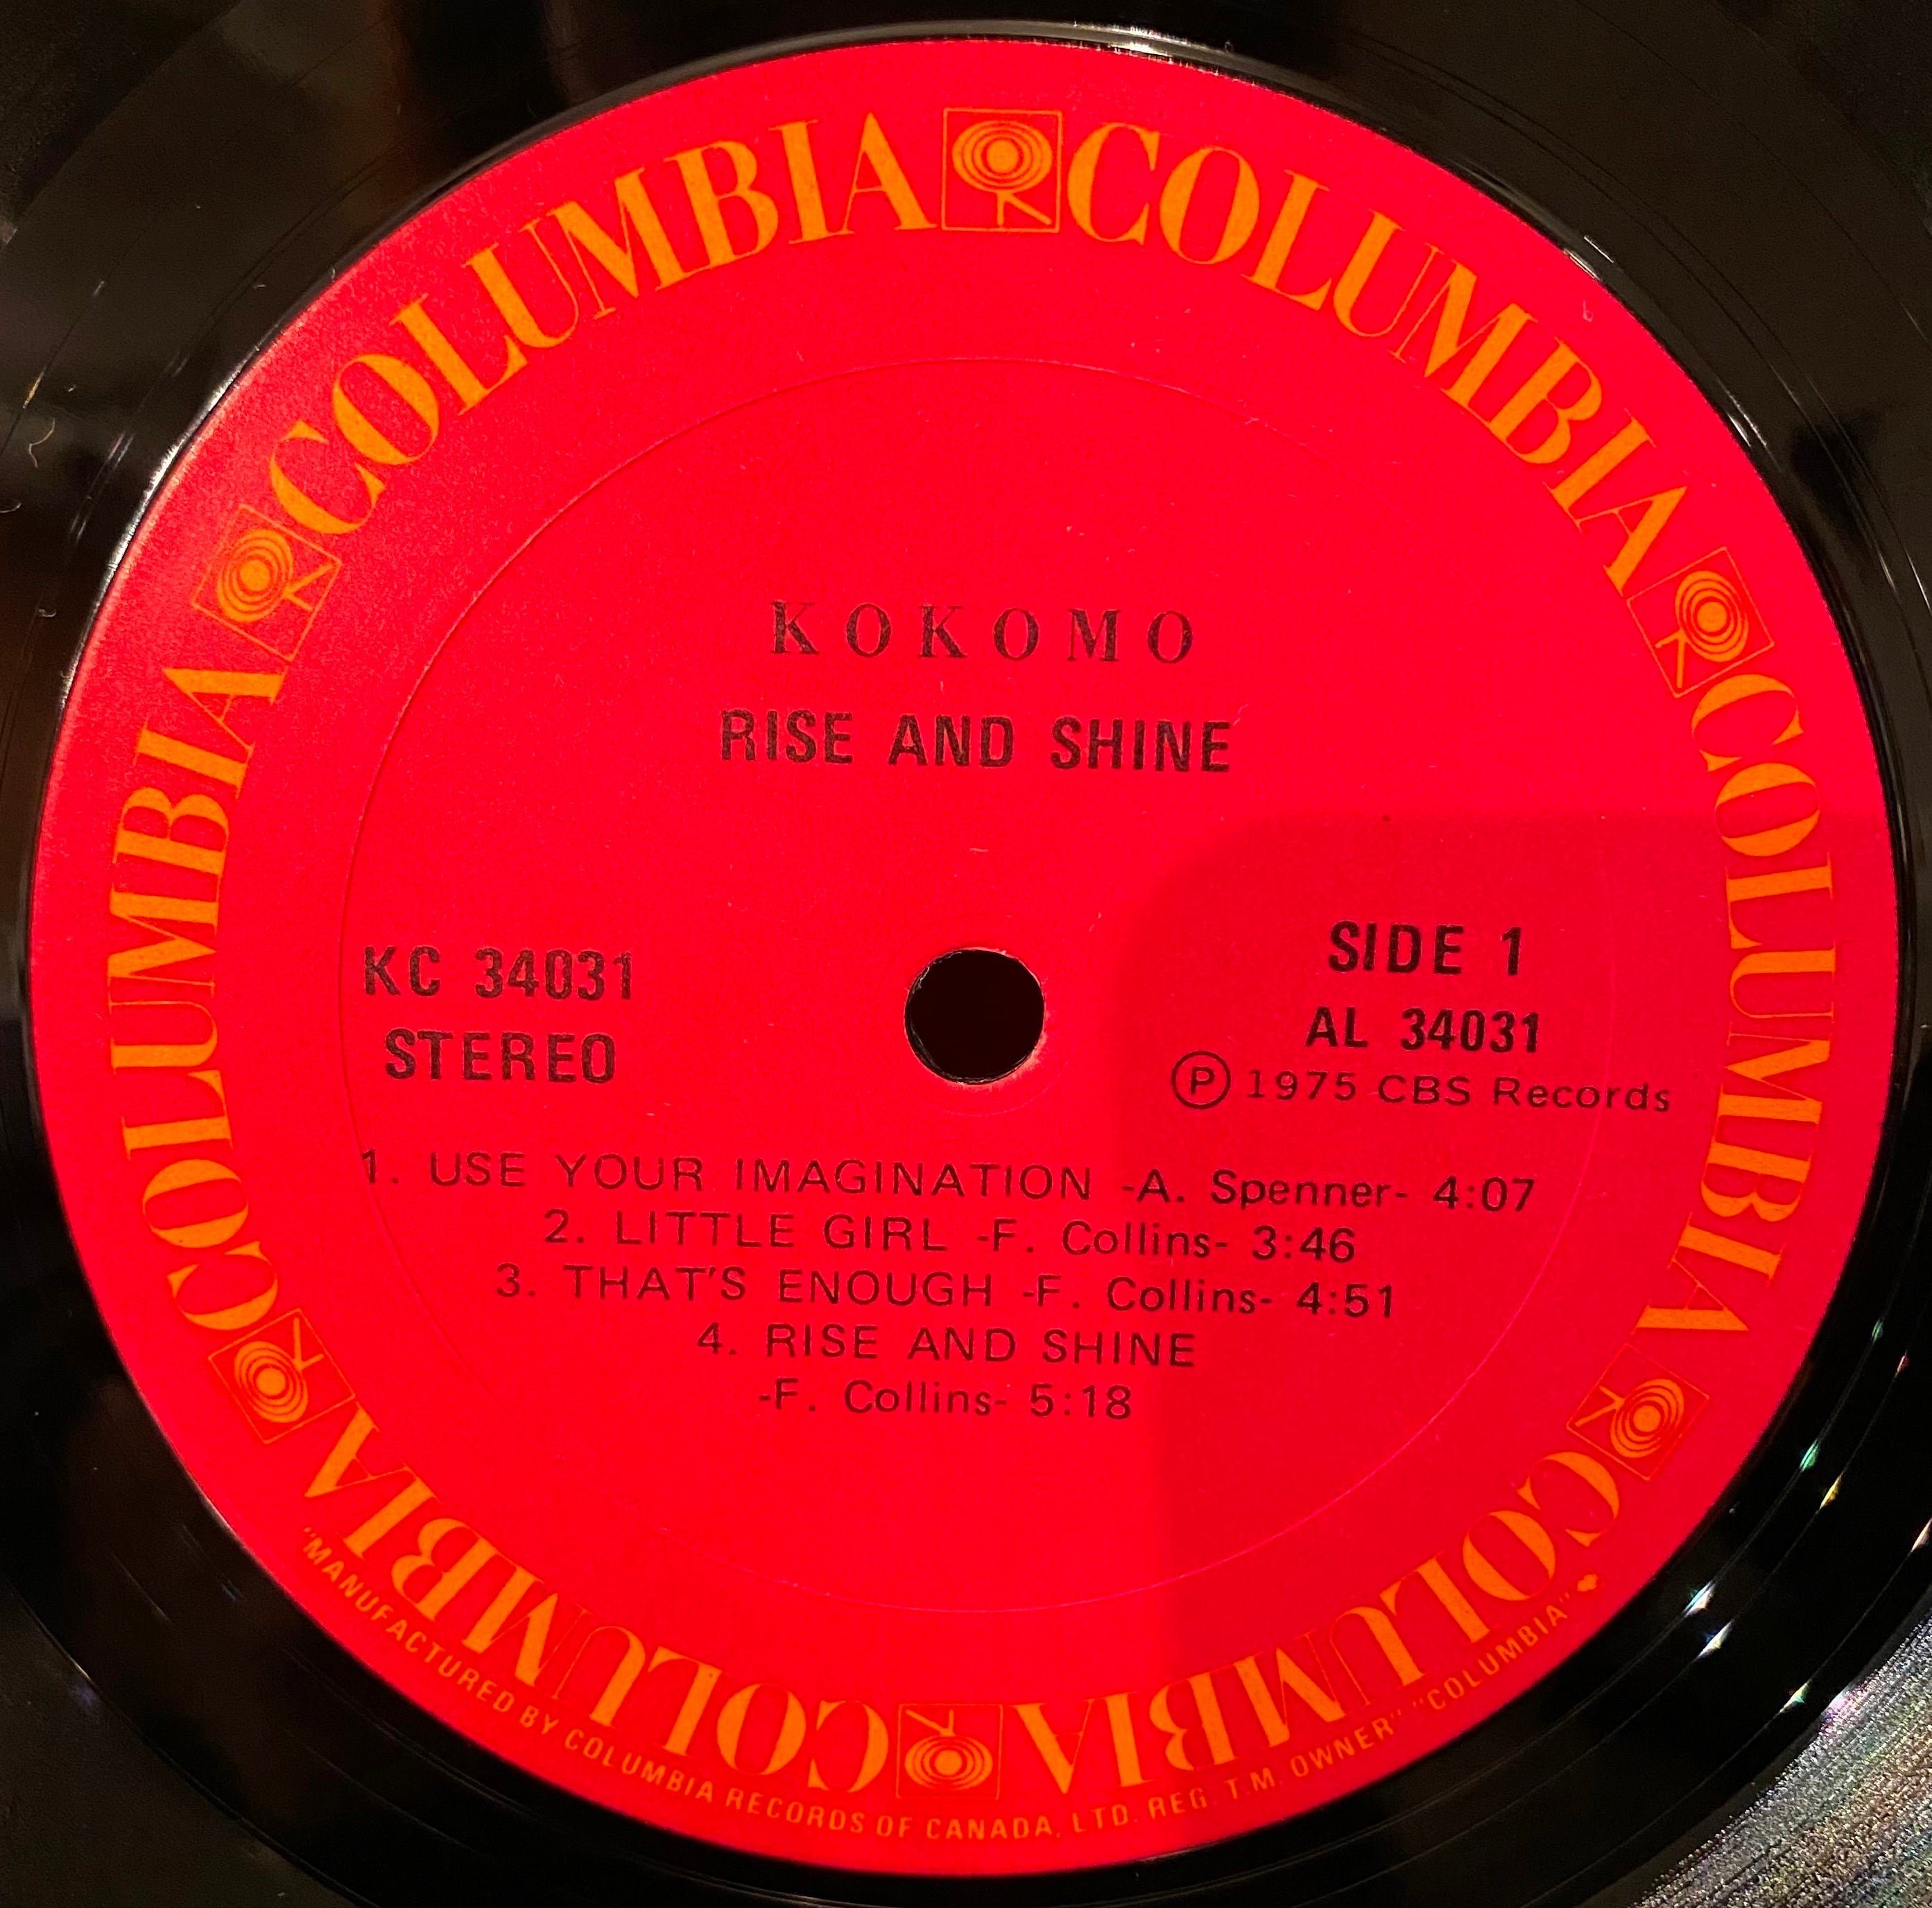 COLUMBIA COLUMBIA COLUMBIA COLUMBIA COLUMBIA COLUMBIA
KOKOMO
RISE AND SHINE
KC 34031
STEREO
SIDE 1
AL 34031
Ⓟ 1975 CBS Records
1. USE YOUR IMAGINATION -A. Spenner- 4:07
2. LITTLE GIRL -F. Collins- 3:46
3. THAT'S ENOUGH -F. Collins- 4:51
4. RISE AND SHINE
-F. Collins- 5:18
"MANUFACTURED BY COLUMBIA RECORDS OF CANADA, LTD. REG. T.M. OWNER" "COLUMBIA"